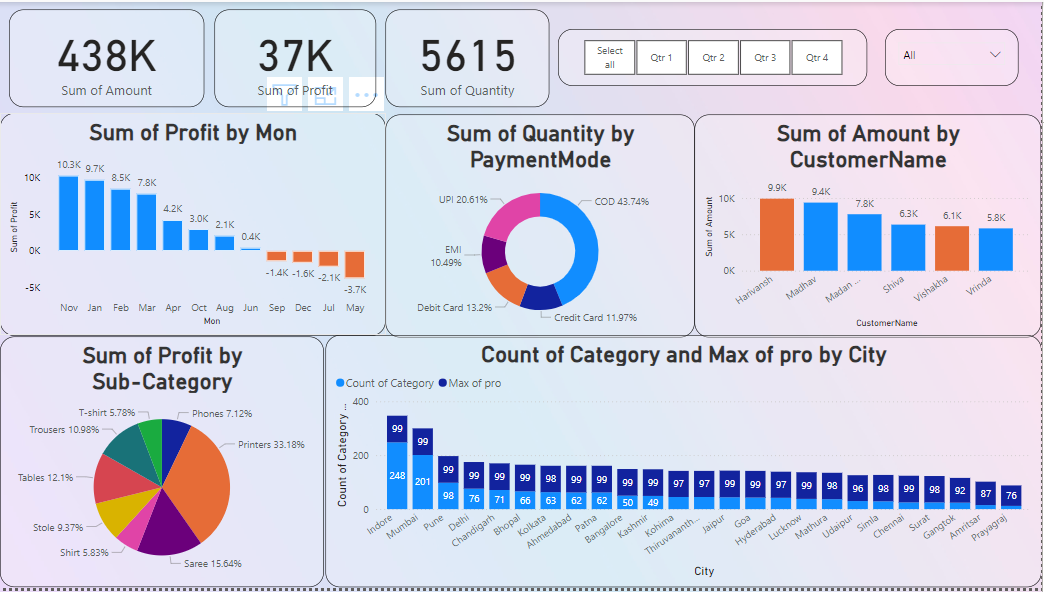 438K
Sum of Amount
37K
Sum of Profit
5615
Sum of Quantity
Select
all
Qtr 1
Qtr 2
Qtr 3
Qtr 4
All
Sum of Profit by Mon
Sum of Profit
10K
5K
0K
-5K
10.3K
9.7K
8.5K
7.8K
4.2K
3.0K
2.1K
0.4K
-1.4K
-1.6K
-2.1K
-3.7K
Nov Jan Feb Mar Apr Oct Aug Jun Sep Dec Jul May
Mon
Sum of Quantity by
PaymentMode
UPI 20.61%
COD 43.74%
EMI
10.49%
Debit Card 13.2%
Credit Card 11.97%
Sum of Amount by
CustomerName
Sum of Amount
10K
5K
0K
9.9K
9.4K
7.8K
6.3K
6.1K
5.8K
Harivansh
Madhav
Madan ...
Shiva
Vishakha
Vrinda
CustomerName
Sum of Profit by
Sub-Category
T-shirt 5.78%
Phones 7.12%
Trousers 10.98%
Printers 33.18%
Tables 12.1%
Stole 9.37%
Shirt 5.83%
Saree 15.64%
Count of Category and Max of pro by City
Count of Category
Max of pro
Count of Category ...
400
200
0
99 99 99 99 99 99 98 99 99 99 99 97 97 99 99 97 99 98 96 98 99 98 92 87 76
248 201 98 76 71 66 63 62 62 50 49
Indore
Mumbai
Pune
Delhi
Chandigarh
Bhopal
Kolkata
Ahmedabad
Patna
Bangalore
Kashmir
Kohima
Thiruvananth...
Jaipur
Goa
Hyderabad
Lucknow
Mathura
Udaipur
Simla
Chennai
Surat
Gangtok
Amritsar
Prayagraj
City